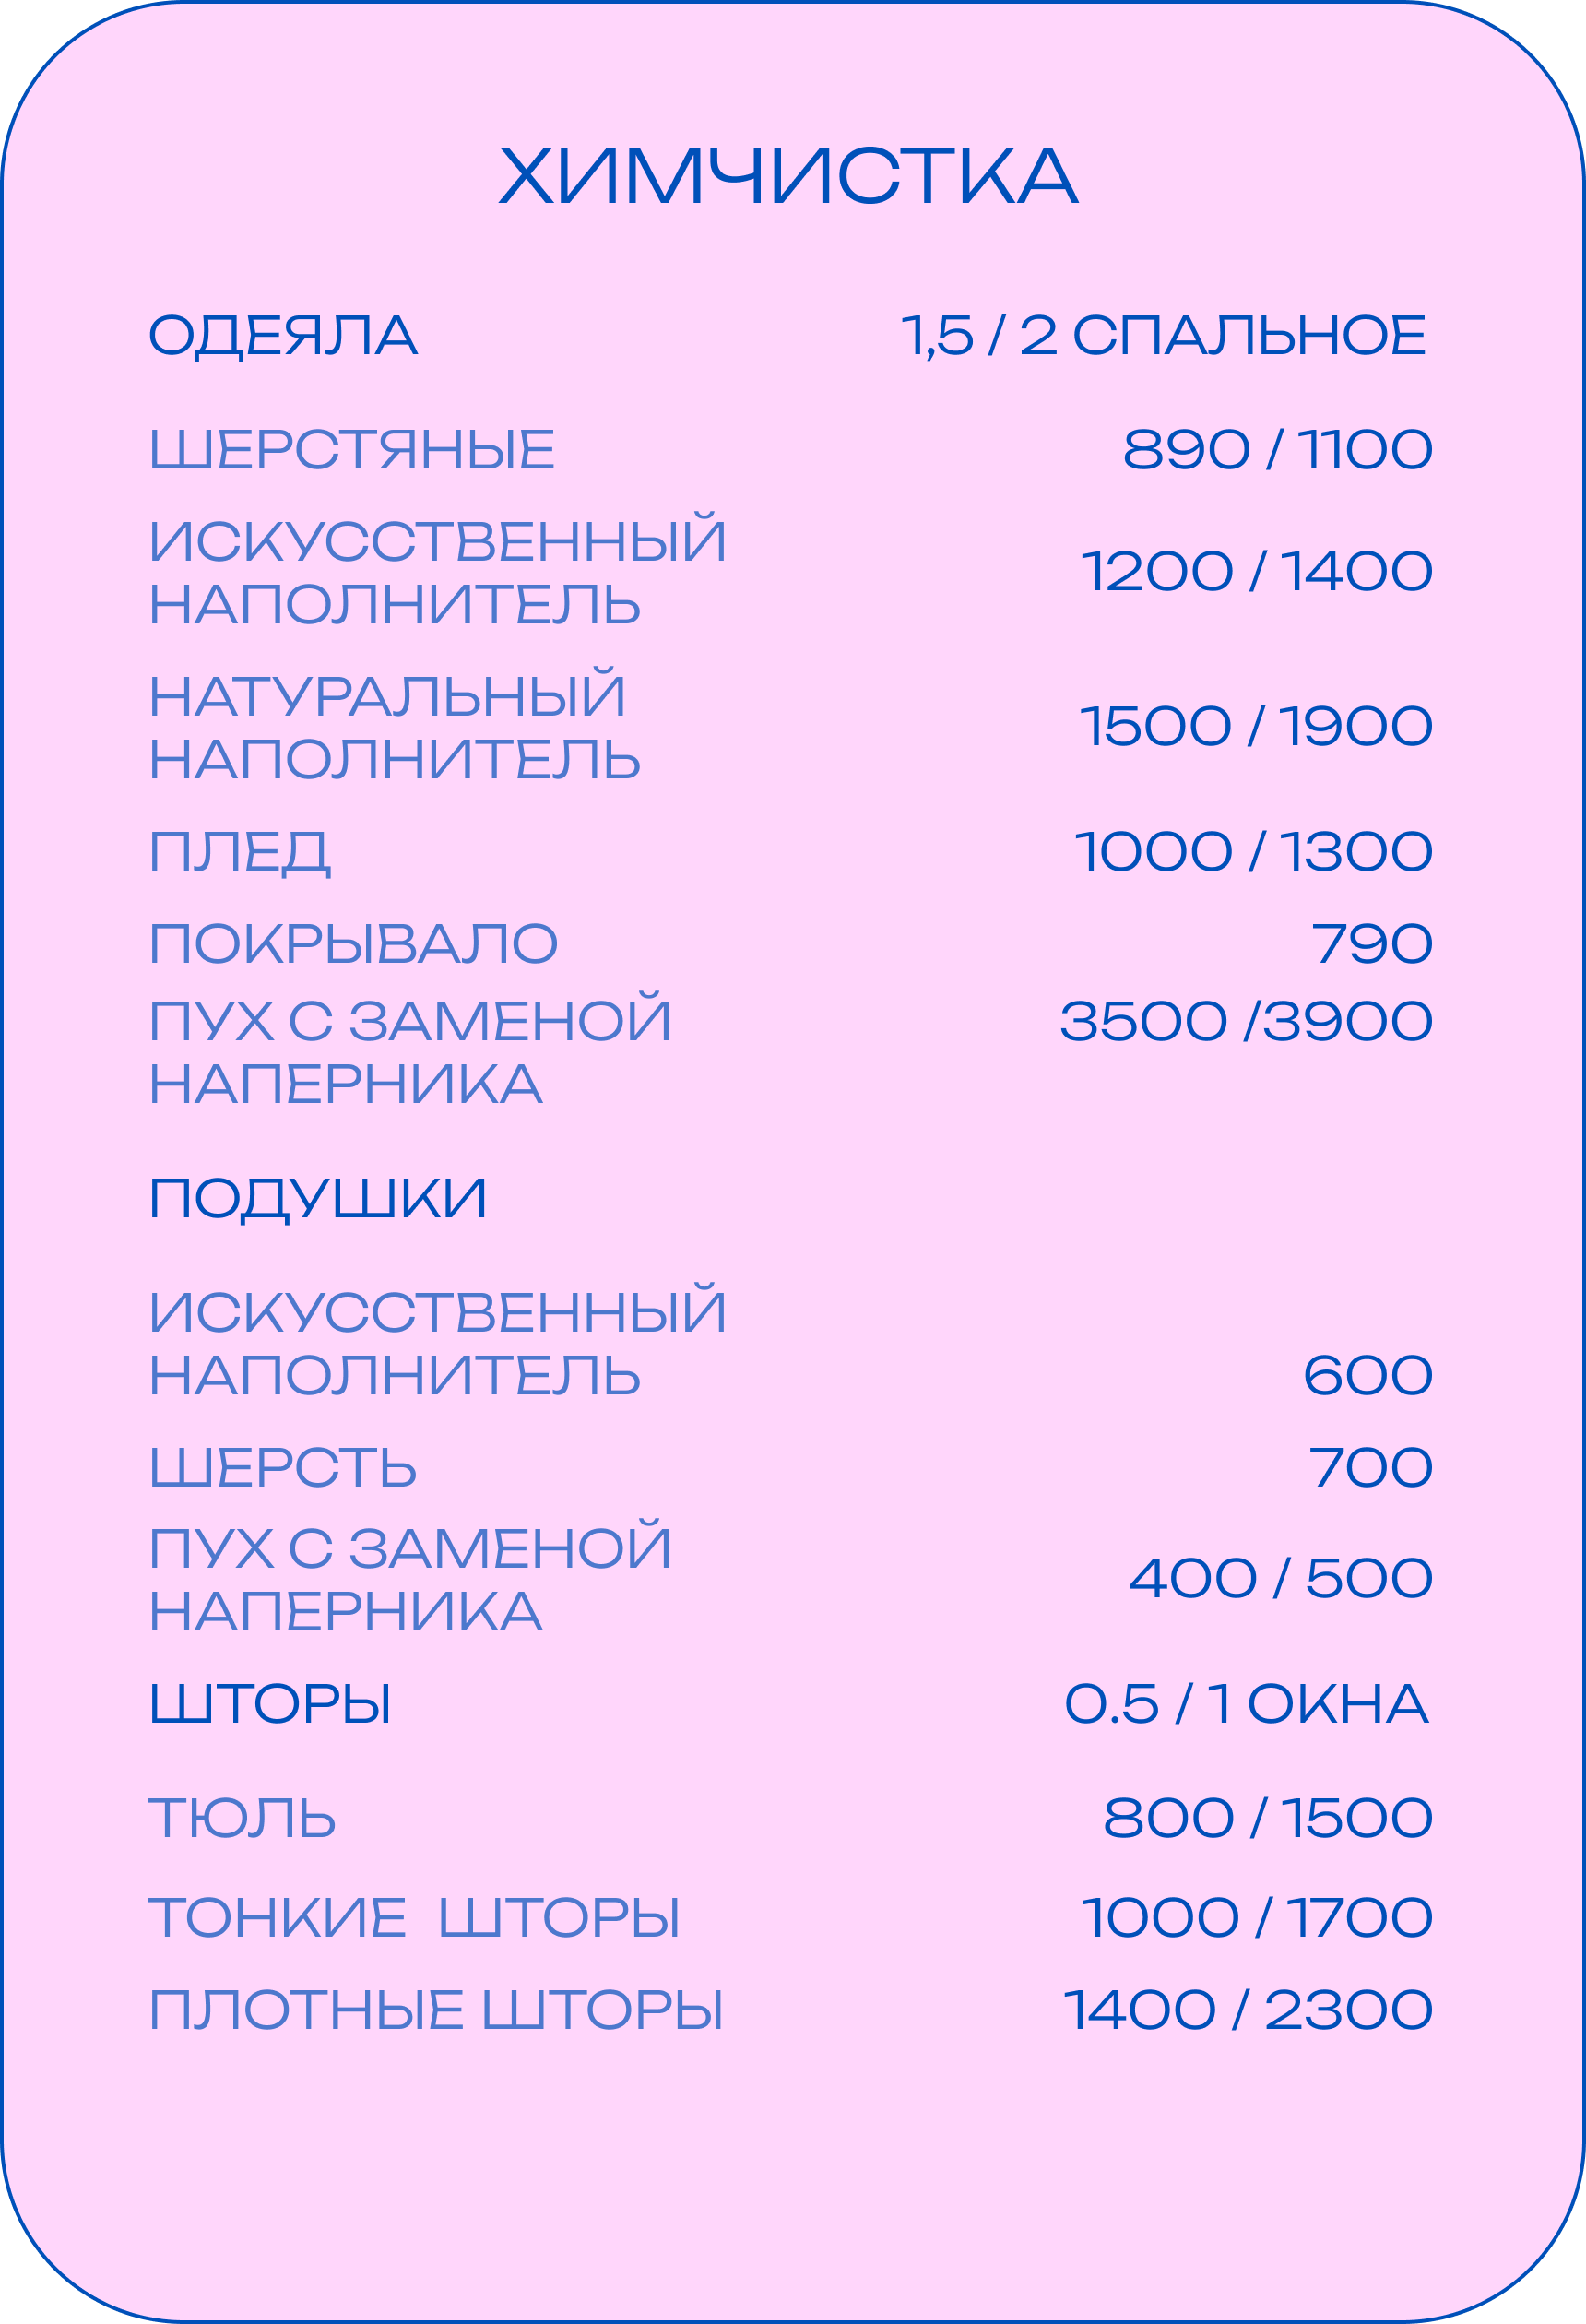 ХИМЧИСТКА
ОДЕЯЛА 1,5 / 2 СПАЛЬНОЕ
ШЕРСТЯНЫЕ 890 / 1100
ИСКУССТВЕННЫЙ
НАПОЛНИТЕЛЬ 1200 / 1400
НАТУРАЛЬНЫЙ
НАПОЛНИТЕЛЬ 1500 / 1900
ПЛЕД 1000 / 1300
ПОКРЫВАЛО 790
ПУХ С ЗАМЕНОЙ 3500 /3900
НАПЕРНИКА
ПОДУШКИ
ИСКУССТВЕННЫЙ
НАПОЛНИТЕЛЬ 600
ШЕРСТЬ 700
ПУХ С ЗАМЕНОЙ
НАПЕРНИКА 400 / 500
ШТОРЫ 0.5 / 1 ОКНА
ТЮЛЬ 800 / 1500
ТОНКИЕ ШТОРЫ 1000 / 1700
ПЛОТНЫЕ ШТОРЫ 1400 / 2300